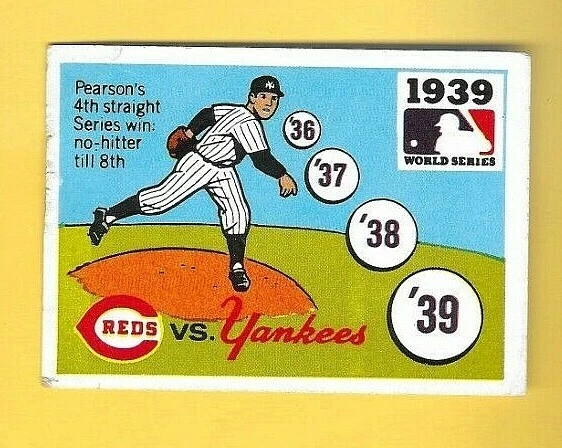 Pearson's
4th straight
Series win:
no-hitter
till 8th
1939
WORLD SERIES
'36
'37
'38
'39
NY
REDS VS. Yankees